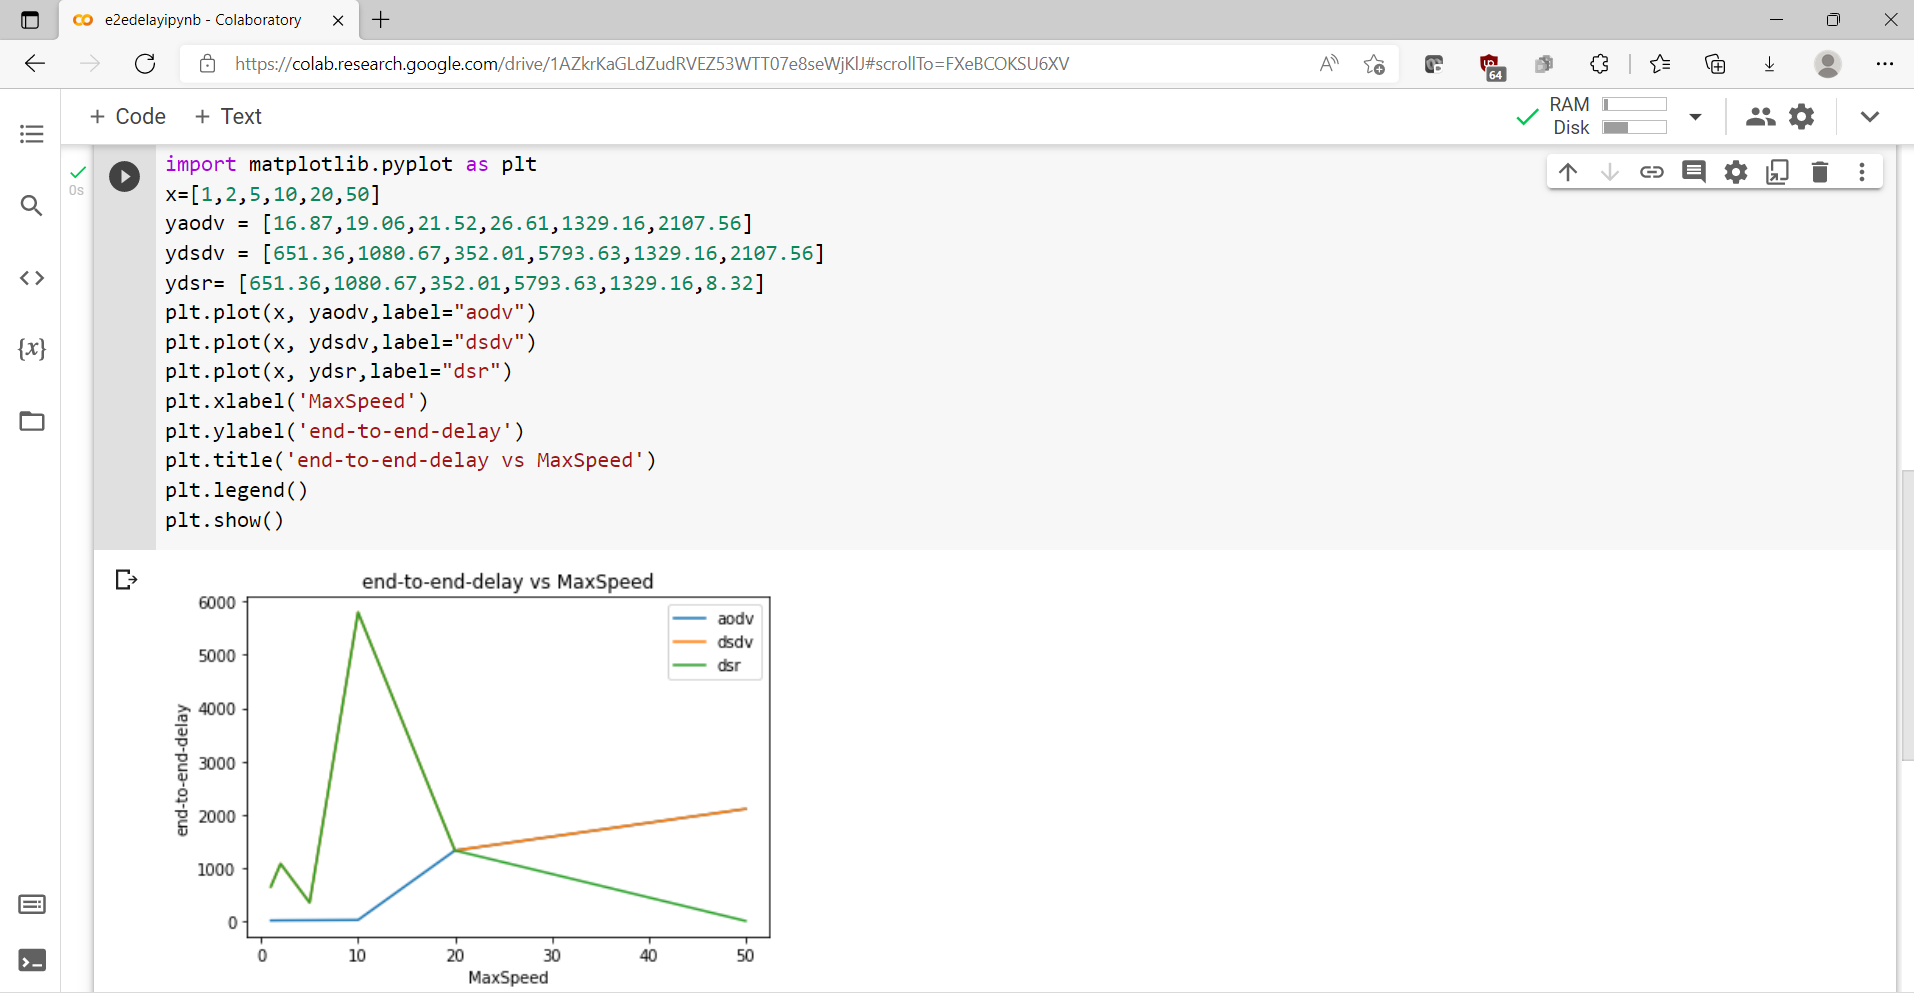 e2edelayipynb - Colaboratory
https://colab.research.google.com/drive/1AZkrKaGLdZudRVEZ53WTT07e8seWjKlJ#scrollTo=FXeBCOKSU6XV
64
+ Code + Text
RAM
Disk
0s
import matplotlib.pyplot as plt
x=[1,2,5,10,20,50]
yaodv = [16.87,19.06,21.52,26.61,1329.16,2107.56]
ydsdv = [651.36,1080.67,352.01,5793.63,1329.16,2107.56]
ydsr= [651.36,1080.67,352.01,5793.63,1329.16,8.32]
plt.plot(x, yaodv,label="aodv")
plt.plot(x, ydsdv,label="dsdv")
plt.plot(x, ydsr,label="dsr")
plt.xlabel('MaxSpeed')
plt.ylabel('end-to-end-delay')
plt.title('end-to-end-delay vs MaxSpeed')
plt.legend()
plt.show()
end-to-end-delay vs MaxSpeed
aodv
dsdv
dsr
6000
5000
4000
3000
2000
1000
0
end-to-end-delay
0 10 20 30 40 50
MaxSpeed